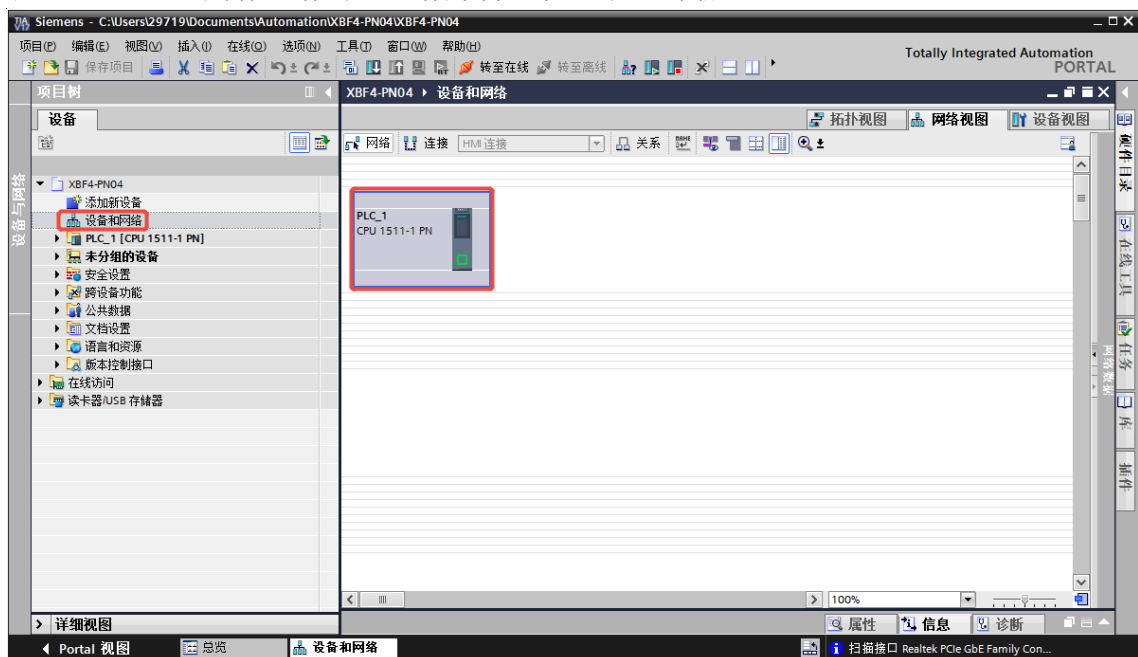 Siemens - C:\Users\29719\Documents\Automation\XBF4-PN04\XBF4-PN04
项目(P) 编辑(E) 视图(V) 插入(I) 在线(O) 选项(N) 工具(T) 窗口(W) 帮助(H)
Totally Integrated Automation
PORTAL
保存项目 转至在线 转至离线
项目树
XBF4-PN04 设备和网络
设备
拓扑视图 网络视图 设备视图
网络 连接 HMI 连接 关系
XBF4-PN04
添加新设备
设备和网络
PLC_1 [CPU 1511-1 PN]
未分组的设备
安全设置
跨设备功能
公共数据
文档设置
语言和资源
版本控制接口
在线访问
读卡器/USB 存储器
PLC_1
CPU 1511-1 PN
设备与网络
硬件目录
在线工具
任务
库
插件
网络数据
100%
详细视图
属性 信息 诊断
Portal 视图 总览 设备和网络
扫描接口 Realtek PCIe GbE Family Con...